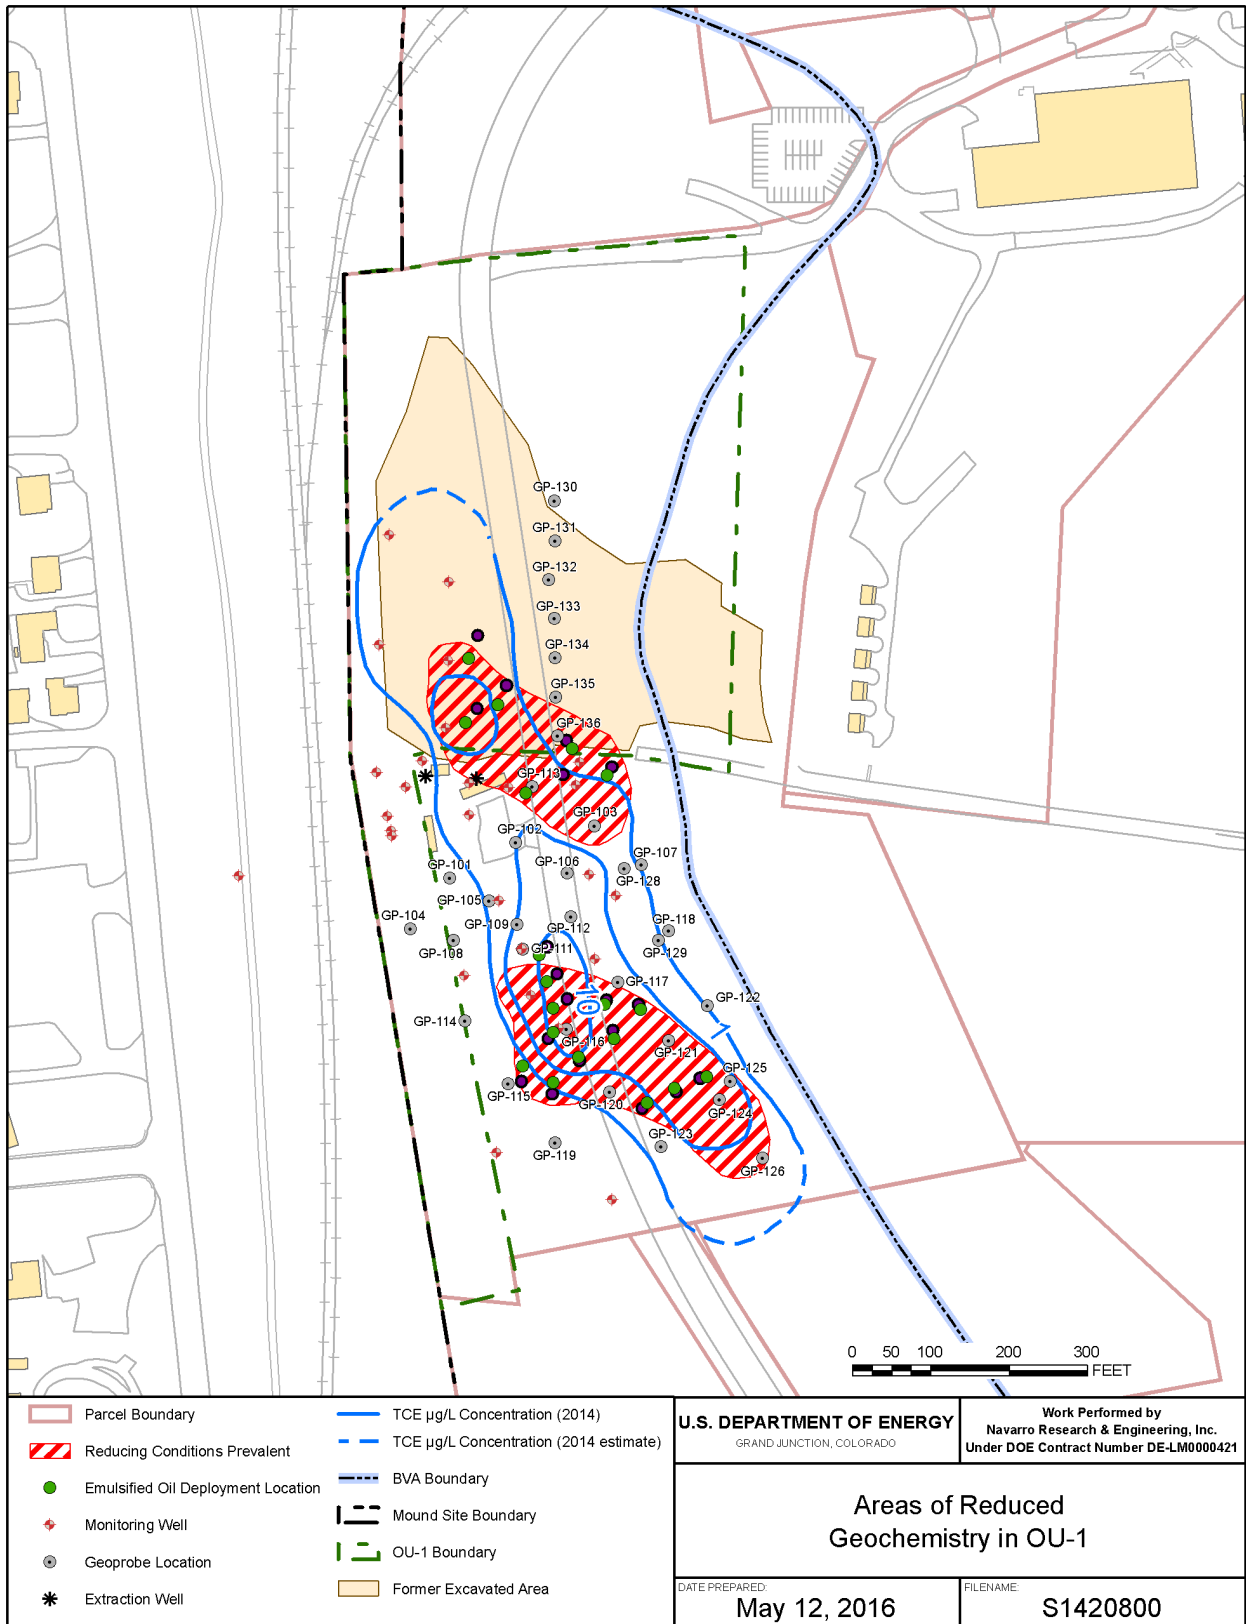 GP-130
GP-131
GP-132
GP-133
GP-134
GP-135
GP-136
GP-113
GP-103
GP-102
GP-106
GP-107
GP-128
GP-101
GP-105
GP-104
GP-109
GP-112
GP-118
GP-108
GP-111
GP-129
GP-117
10
GP-122
GP-114
1
GP-116
GP-121
GP-125
GP-115
GP-120
GP-124
GP-123
GP-119
GP-126
0 50 100 200 300
FEET
Parcel Boundary
Reducing Conditions Prevalent
Emulsified Oil Deployment Location
Monitoring Well
Geoprobe Location
Extraction Well
TCE µg/L Concentration (2014)
TCE µg/L Concentration (2014 estimate)
BVA Boundary
Mound Site Boundary
OU-1 Boundary
Former Excavated Area
U.S. DEPARTMENT OF ENERGY
GRAND JUNCTION, COLORADO
Work Performed by
Navarro Research & Engineering, Inc.
Under DOE Contract Number DE-LM0000421
Areas of Reduced
Geochemistry in OU-1
DATE PREPARED:
May 12, 2016
FILENAME:
S1420800